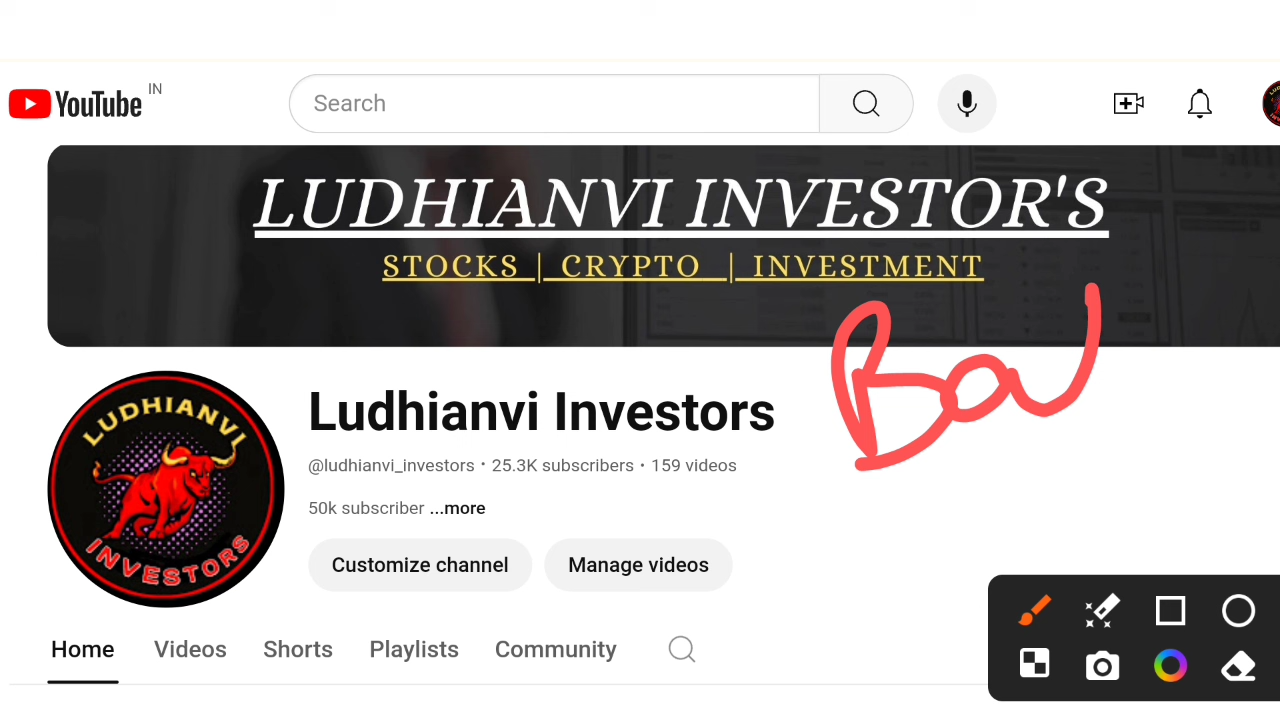 YouTube IN
Search
LUDHIANVI INVESTOR'S
STOCKS | CRYPTO | INVESTMENT
LUDHIANVI
INVESTORS
Ludhianvi Investors
@ludhianvi_investors • 25.3K subscribers • 159 videos
50k subscriber ...more
Customize channel Manage videos
Home Videos Shorts Playlists Community